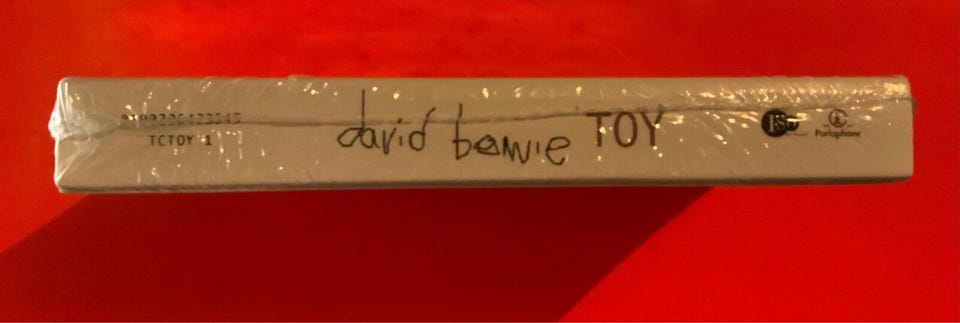 TCTOY 1
david bowie
TOY
Parlophone